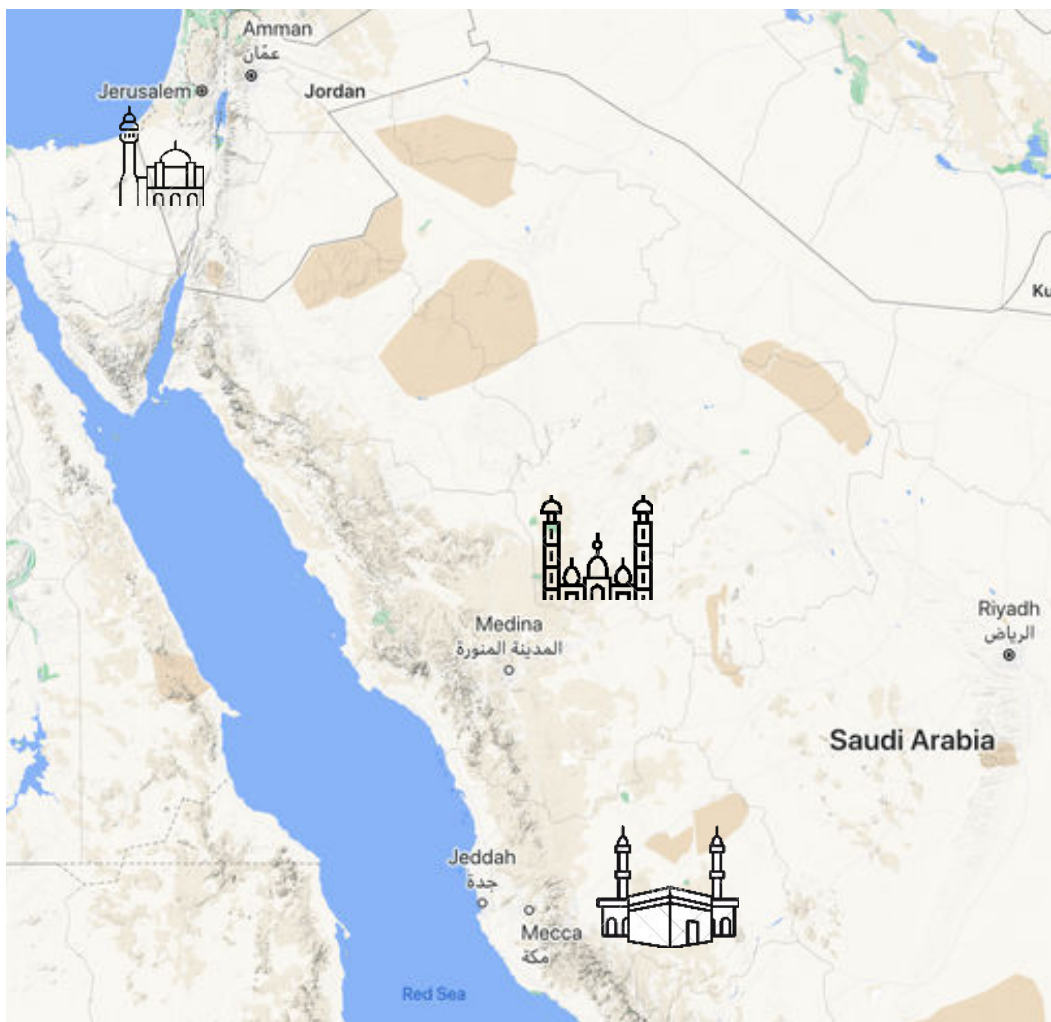 Amman
عمّان
Jerusalem
Jordan
Medina
المدينة المنورة
Riyadh
الرياض
Saudi Arabia
Jeddah
جدة
Mecca
مكة
Red Sea
Ku